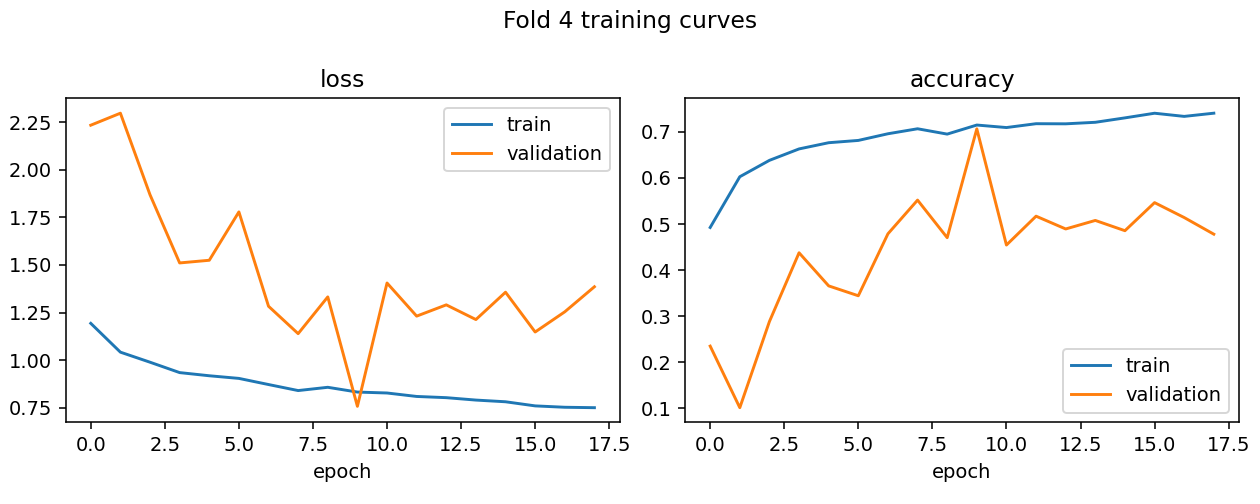 Fold 4 training curves
loss
2.25
2.00
1.75
1.50
1.25
1.00
0.75
train
validation
0.0 2.5 5.0 7.5 10.0 12.5 15.0 17.5
epoch
accuracy
0.7
0.6
0.5
0.4
0.3
0.2
0.1
train
validation
0.0 2.5 5.0 7.5 10.0 12.5 15.0 17.5
epoch